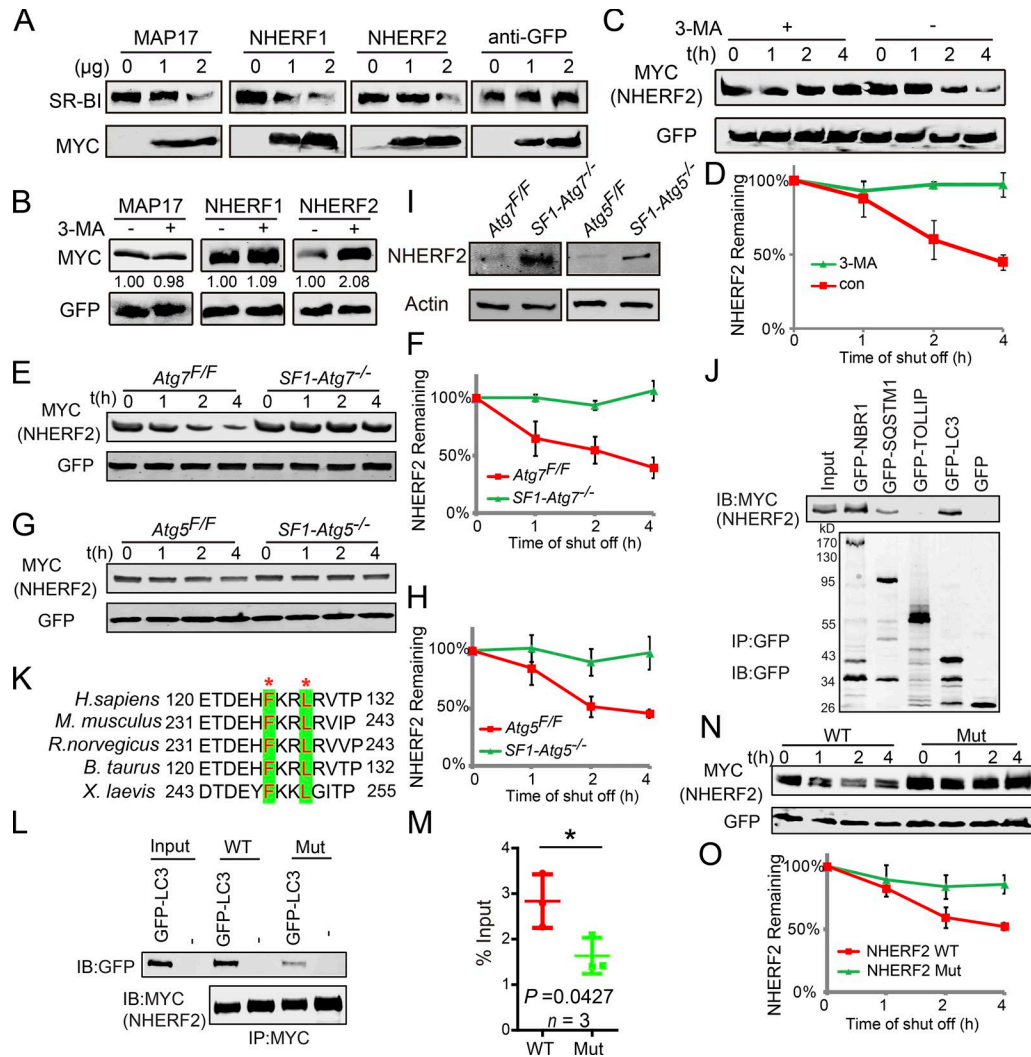 A
MAP17 NHERF1 NHERF2 anti-GFP
(μg) 0 1 2 0 1 2 0 1 2 0 1 2
SR-BI
MYC
C
3-MA + -
t(h) 0 1 2 4 0 1 2 4
MYC
(NHERF2)
GFP
B
MAP17 NHERF1 NHERF2
3-MA - + - + - +
MYC
1.00 0.98 1.00 1.09 1.00 2.08
GFP
I
Atg7F/F SF1-Atg7-/- Atg5F/F SF1-Atg5-/-
NHERF2
Actin
D
NHERF2 Remaining
100%
50%
0%
3-MA
con
0 1 2 4
Time of shut off (h)
E
Atg7F/F SF1-Atg7-/-
t(h) 0 1 2 4 0 1 2 4
MYC
(NHERF2)
GFP
F
NHERF2 Remaining
100%
50%
0%
Atg7F/F
SF1-Atg7-/-
0 1 2 4
Time of shut off (h)
G
Atg5F/F SF1-Atg5-/-
t(h) 0 1 2 4 0 1 2 4
MYC
(NHERF2)
GFP
H
NHERF2 Remaining
100%
50%
0%
Atg5F/F
SF1-Atg5-/-
0 1 2 4
Time of shut off (h)
J
Input GFP-NBR1 GFP-SQSTM1 GFP-TOLLIP GFP-LC3 GFP
IB:MYC
(NHERF2)
kD
170
130
95
55
43
34
26
IP:GFP
IB:GFP
K
* *
H.sapiens 120 ETDEHFKRLRVTP 132
M. musculus 231 ETDEHFKRLRVIP 243
R.norvegicus 231 ETDEHFKRLRVVP 243
B. taurus 120 ETDEHFKRLRVTP 132
X. laevis 243 DTDEYFKKLGITP 255
L
Input WT Mut
GFP-LC3 - GFP-LC3 - GFP-LC3 -
IB:GFP
IB:MYC
(NHERF2)
IP:MYC
M
% Input
4
3
2
1
0
*
P =0.0427
n = 3
WT Mut
N
WT Mut
t(h) 0 1 2 4 0 1 2 4
MYC
(NHERF2)
GFP
O
NHERF2 Remaining
100%
50%
0%
NHERF2 WT
NHERF2 Mut
0 1 2 4
Time of shut off (h)